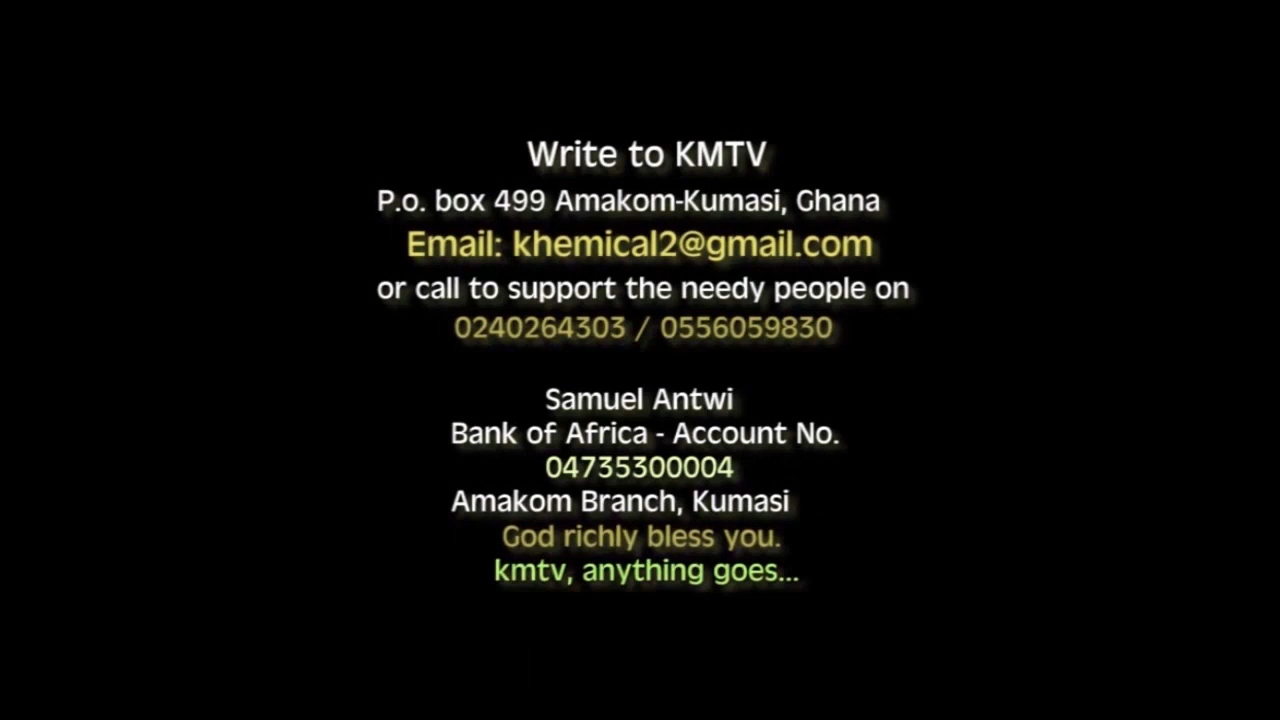 Write to KMTV
P.o. box 499 Amakom-Kumasi, Ghana
Email: khemical2@gmail.com
or call to support the needy people on
0240264303 / 0556059830
Samuel Antwi
Bank of Africa - Account No.
04735300004
Amakom Branch, Kumasi
God richly bless you.
kmtv, anything goes...